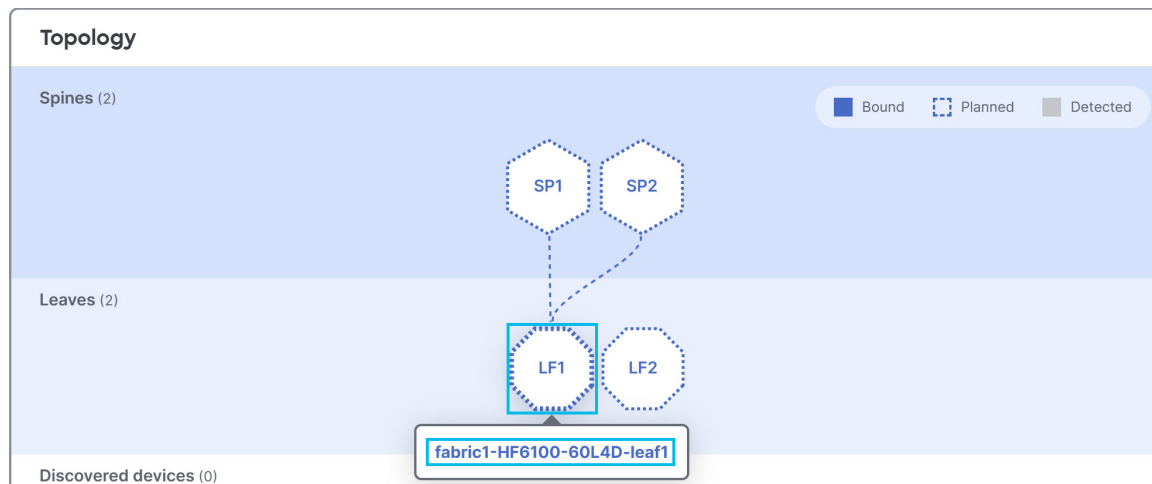 Topology
Spines (2)
Bound
Planned
Detected
SP1
SP2
Leaves (2)
LF1
LF2
fabric1-HF6100-60L4D-leaf1
Discovered devices (0)